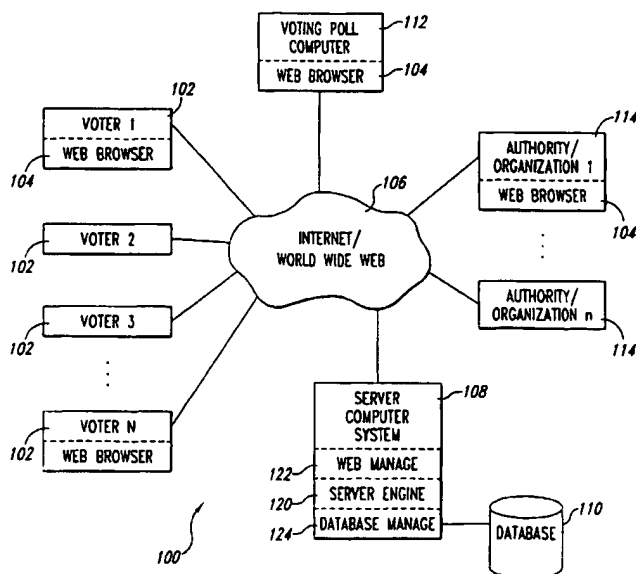 VOTING POLL
COMPUTER
WEB BROWSER
112
104
102
VOTER 1
WEB BROWSER
104
VOTER 2
102
VOTER 3
102
VOTER N
WEB BROWSER
102
106
INTERNET/
WORLD WIDE WEB
114
AUTHORITY/
ORGANIZATION 1
WEB BROWSER
104
AUTHORITY/
ORGANIZATION n
114
SERVER
COMPUTER
SYSTEM
108
WEB MANAGE
122
SERVER ENGINE
120
DATABASE MANAGE
124
DATABASE
110
100